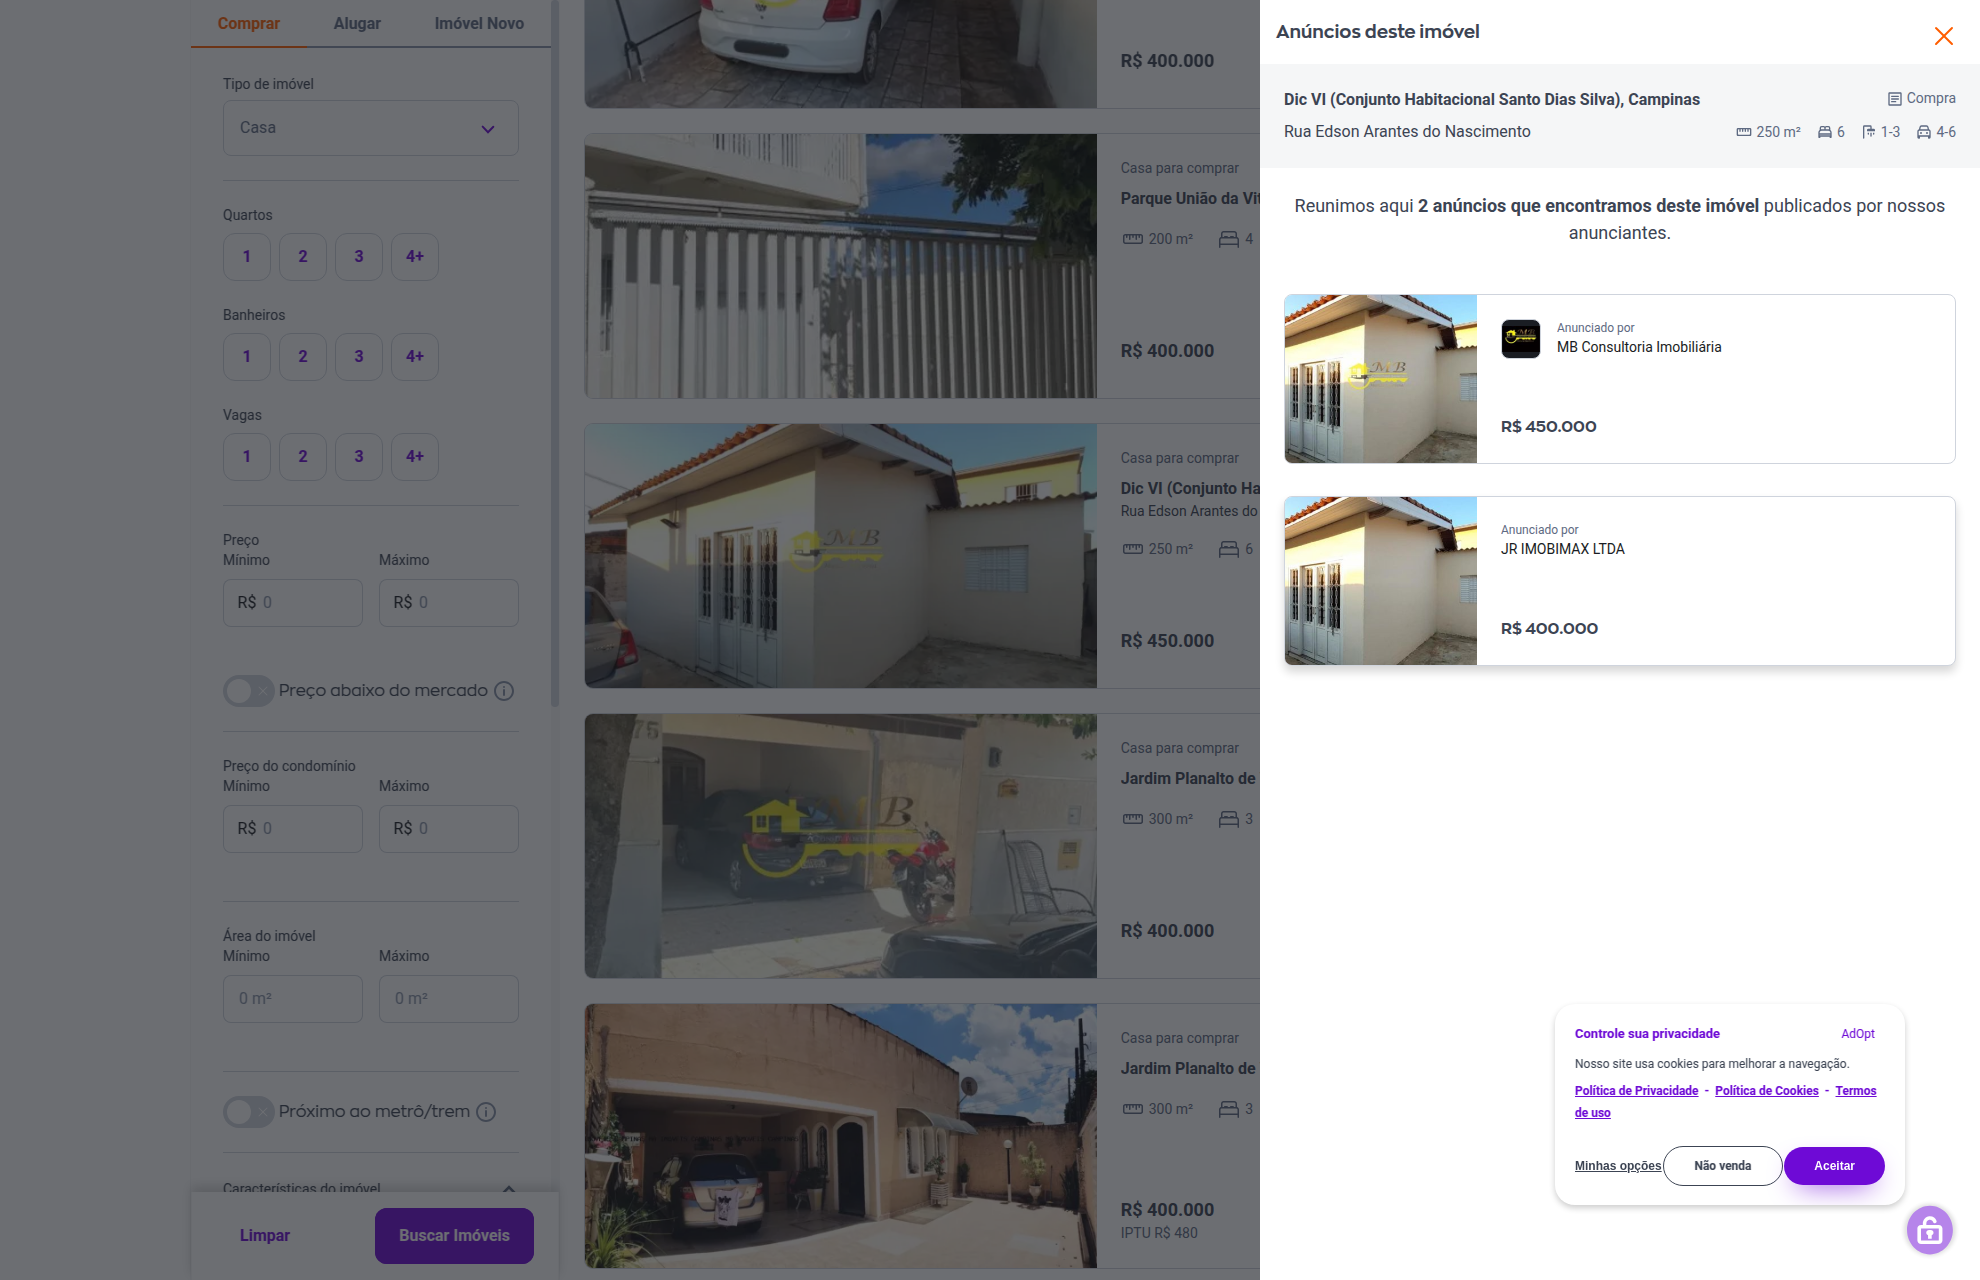 Comprar
Alugar
Imóvel Novo
Tipo de imóvel
Casa
Quartos
1
2
3
4+
Banheiros
1
2
3
4+
Vagas
1
2
3
4+
Preço
Mínimo
Máximo
R$ 0
R$ 0
Preço abaixo do mercado
Preço do condomínio
Mínimo
Máximo
R$ 0
R$ 0
Área do imóvel
Mínimo
Máximo
0 m²
0 m²
Próximo ao metrô/trem
Características do imóvel
Limpar
Buscar Imóveis
R$ 400.000
Casa para comprar
Parque União da Vit
200 m²
4
R$ 400.000
MB
Casa para comprar
Dic VI (Conjunto Ha
Rua Edson Arantes do
250 m²
6
R$ 450.000
75
B
Casa para comprar
Jardim Planalto de
300 m²
3
R$ 400.000
Casa para comprar
Jardim Planalto de
300 m²
3
R$ 400.000
IPTU R$ 480
Anúncios deste imóvel
Dic VI (Conjunto Habitacional Santo Dias Silva), Campinas
Compra
Rua Edson Arantes do Nascimento
250 m²
6
1-3
4-6
Reunimos aqui 2 anúncios que encontramos deste imóvel publicados por nossos
anunciantes.
MB
Anunciado por
MB Consultoria Imobiliária
R$ 450.000
Anunciado por
JR IMOBIMAX LTDA
R$ 400.000
Controle sua privacidade
AdOpt
Nosso site usa cookies para melhorar a navegação.
Política de Privacidade - Política de Cookies - Termos
de uso
Minhas opções
Não venda
Aceitar